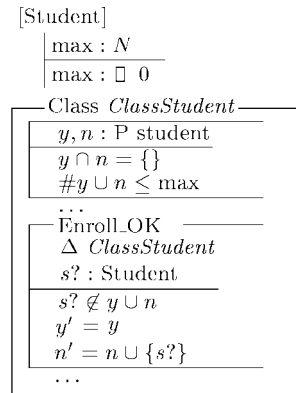 [Student]
max : N
max : 0
Class ClassStudent
y, n : P student
y ∩ n = {}
#y ∪ n ≤ max
...
Enroll_OK
Δ ClassStudent
s? : Student
s? ∉ y ∪ n
y′ = y
n′ = n ∪ {s?}
...